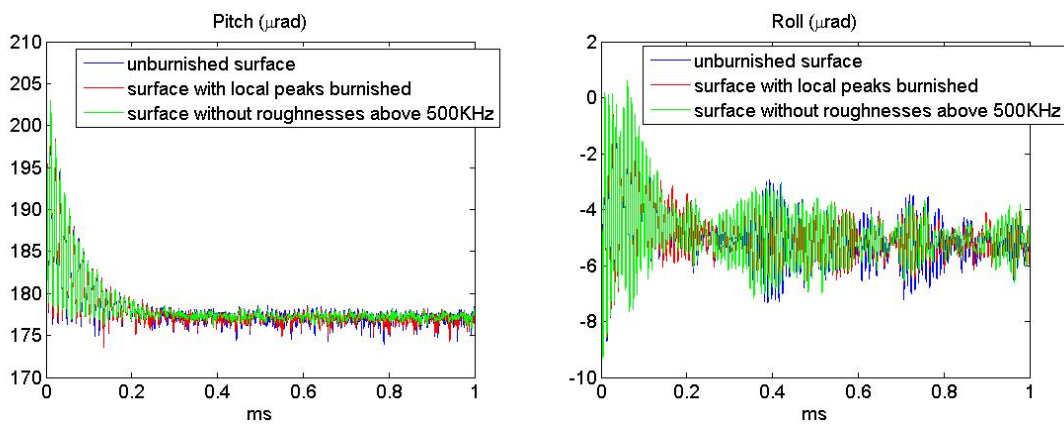 Pitch (μrad)
210
205
200
195
190
185
180
175
170
unburnished surface
surface with local peaks burnished
surface without roughnesses above 500KHz
0
0.2
0.4
0.6
0.8
1
ms
Roll (μrad)
2
0
-2
-4
-6
-8
-10
unburnished surface
surface with local peaks burnished
surface without roughnesses above 500KHz
0
0.2
0.4
0.6
0.8
1
ms